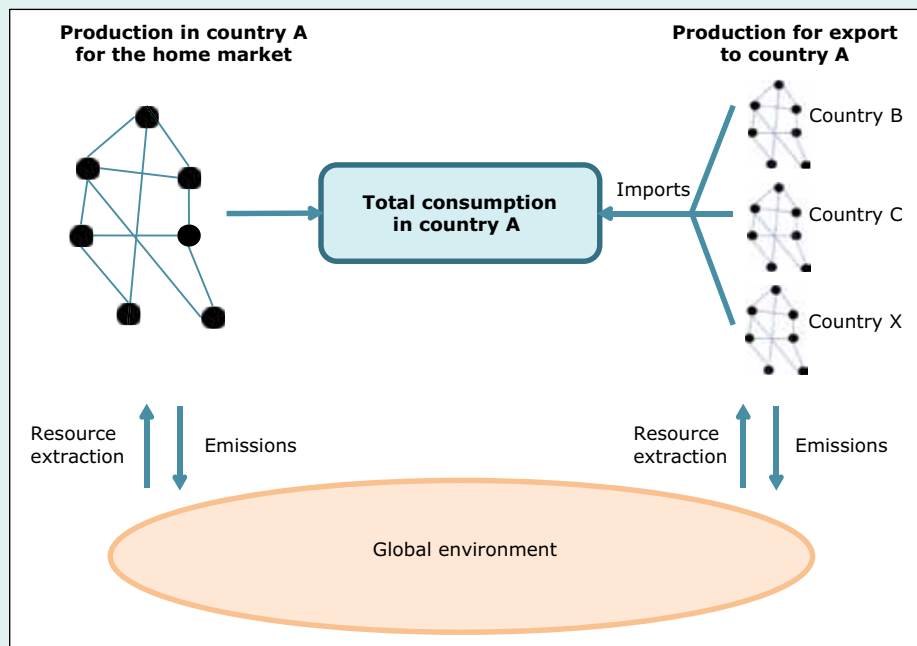 Production in country A
for the home market
Production for export
to country A
Country B
Country C
Country X
Imports
Total consumption
in country A
Resource
extraction
Emissions
Resource
extraction
Emissions
Global environment